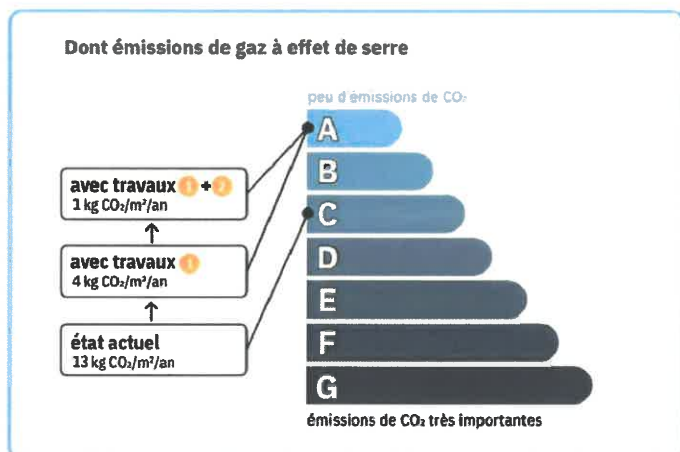 Dont émissions de gaz à effet de serre
peu d'émissions de CO₂
A
B
C
D
E
F
G
émissions de CO₂ très importantes
avec travaux 1 + 2
1 kg CO₂/m²/an
avec travaux 1
4 kg CO₂/m²/an
état actuel
13 kg CO₂/m²/an